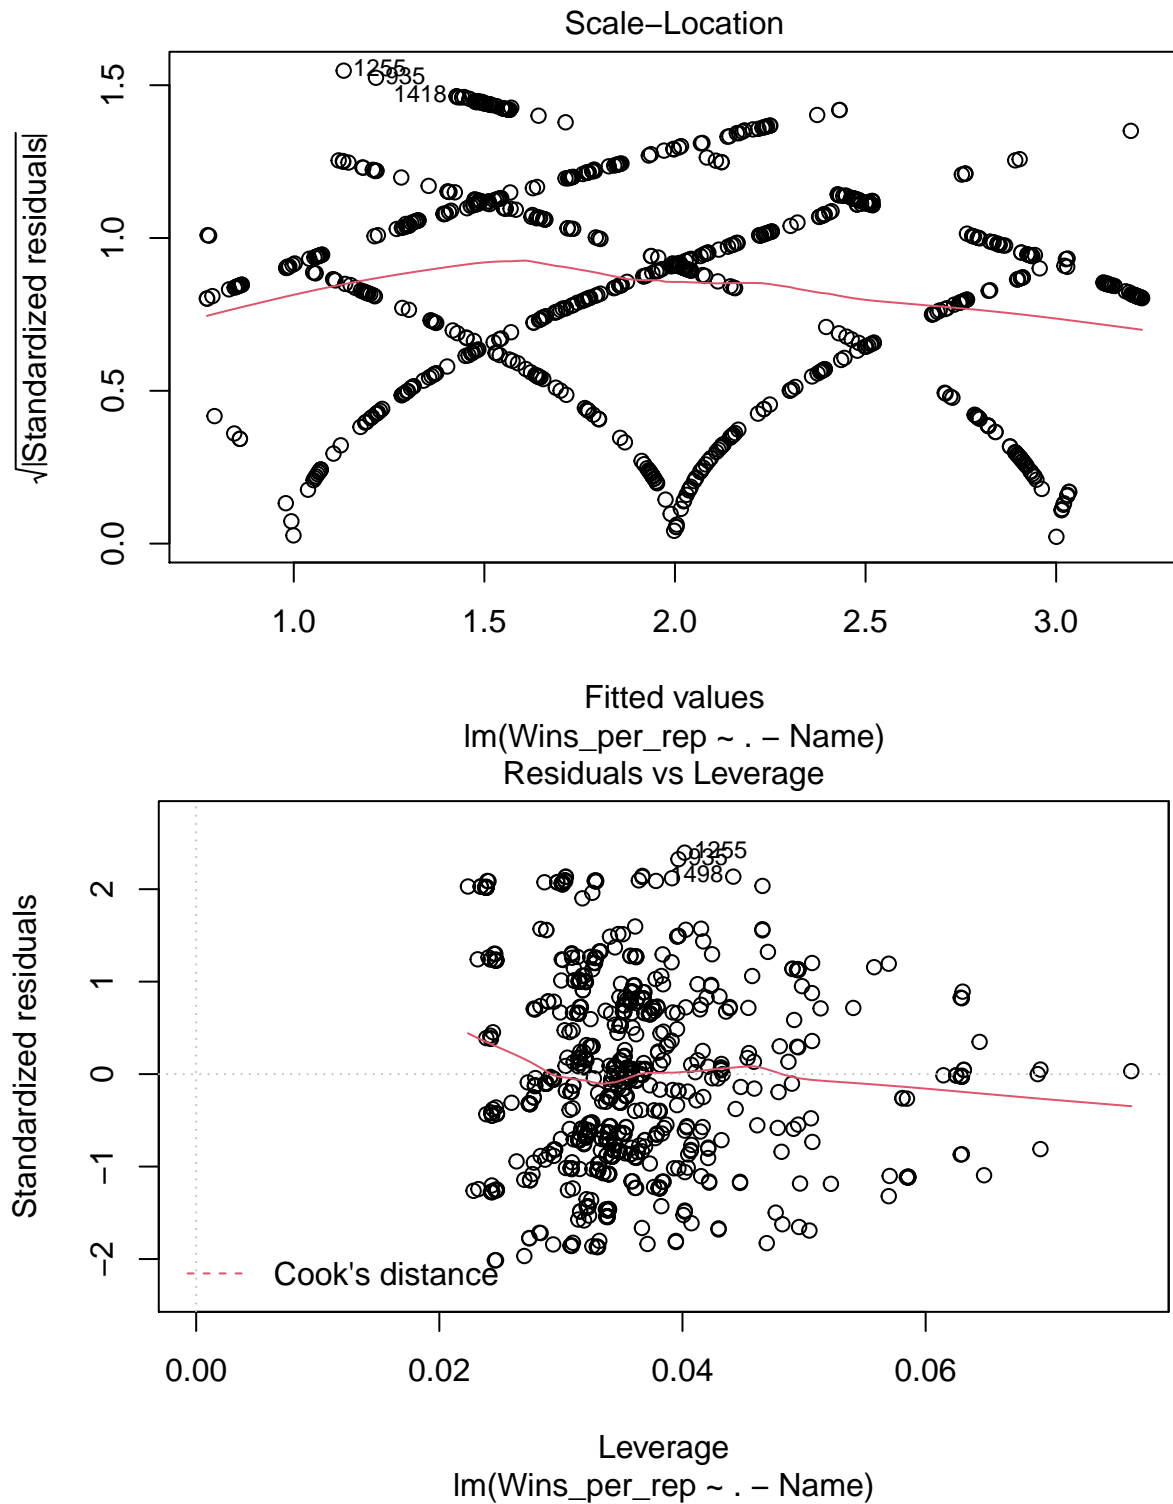 Scale−Location
√|Standardized residuals|
0.0 0.5 1.0 1.5
1255
935
1418
1.0 1.5 2.0 2.5 3.0
Fitted values
lm(Wins_per_rep ~ . − Name)
Residuals vs Leverage
Standardized residuals
−2 −1 0 1 2
1255
935
1498
Cook's distance
0.00 0.02 0.04 0.06
Leverage
lm(Wins_per_rep ~ . − Name)